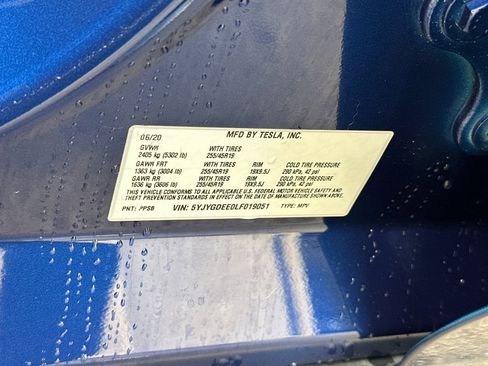 06/20 MFD BY TESLA, INC.
GVWR WITH TIRES
2405 kg (5302 lb) 255/45R19
GAWR FRT WITH TIRES RIM COLD TIRE PRESSURE
1363 kg (3004 lb) 255/45R19 19X9.5J 290 kPa, 42 psi
GAWR RR WITH TIRES RIM COLD TIRE PRESSURE
1636 kg (3606 lb) 255/45R19 19X9.5J 290 kPa, 42 psi
THIS VEHICLE CONFORMS TO ALL APPLICABLE U.S. FEDERAL MOTOR VEHICLE SAFETY AND
THEFT PREVENTION STANDARDS IN EFFECT ON THE DATE OF MANUFACTURE SHOWN ABOVE.
PNT: PPSB VIN: 5YJYGDEE0LF019051 TYPE: MPV